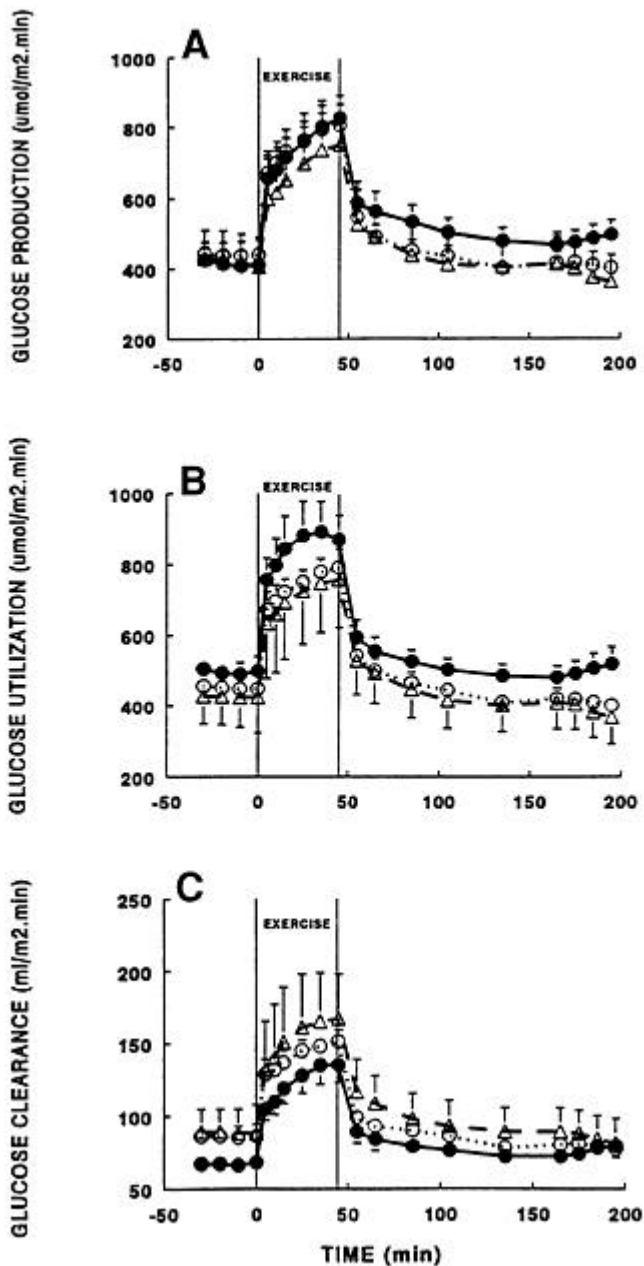 A
GLUCOSE PRODUCTION (umol/m2.min)
EXERCISE
1000
800
600
400
200
-50 0 50 100 150 200
B
GLUCOSE UTILIZATION (umol/m2.min)
EXERCISE
1000
800
600
400
200
-50 0 50 100 150 200
C
GLUCOSE CLEARANCE (ml/m2.min)
EXERCISE
250
200
150
100
50
-50 0 50 100 150 200
TIME (min)